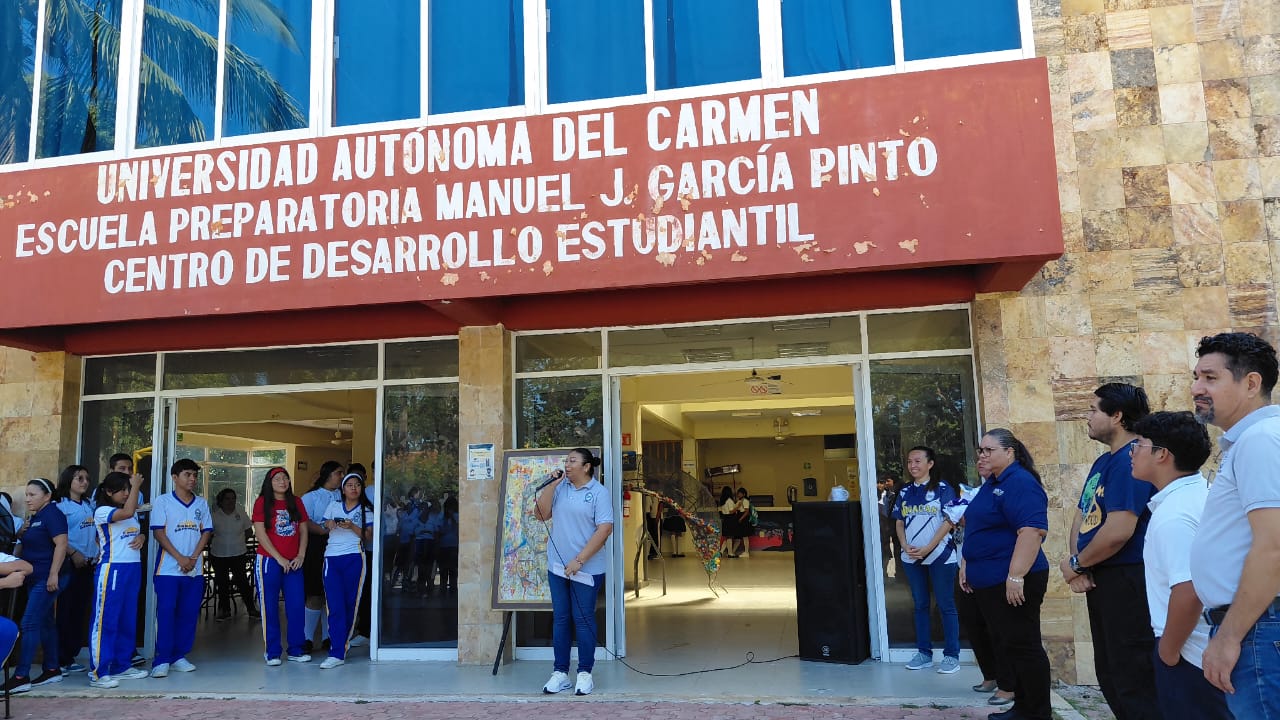 UNIVERSIDAD AUTÓNOMA DEL CARMEN
ESCUELA PREPARATORIA MANUEL J. GARCÍA PINTO
CENTRO DE DESARROLLO ESTUDIANTIL